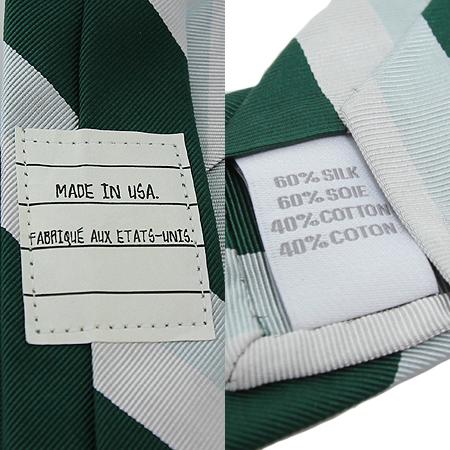 MADE IN USA.
FABRIQUÉ AUX ETATS-UNIS.
60% SILK
60% SOIE
40% COTTON
40% COTON